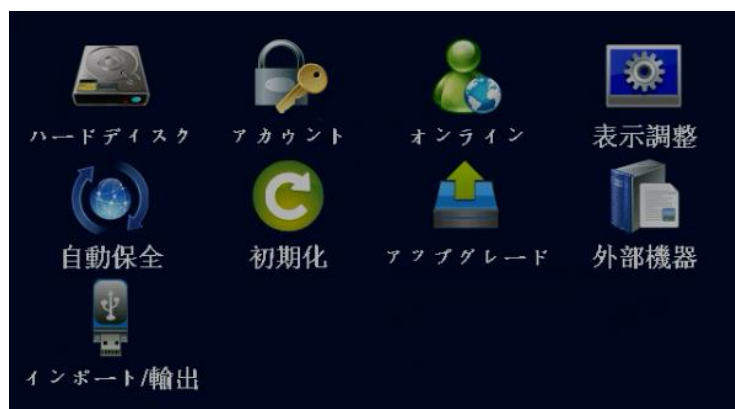 ハードディスク
アカウント
オンライン
表示調整
自動保全
初期化
アップグレード
外部機器
インポート/輸出